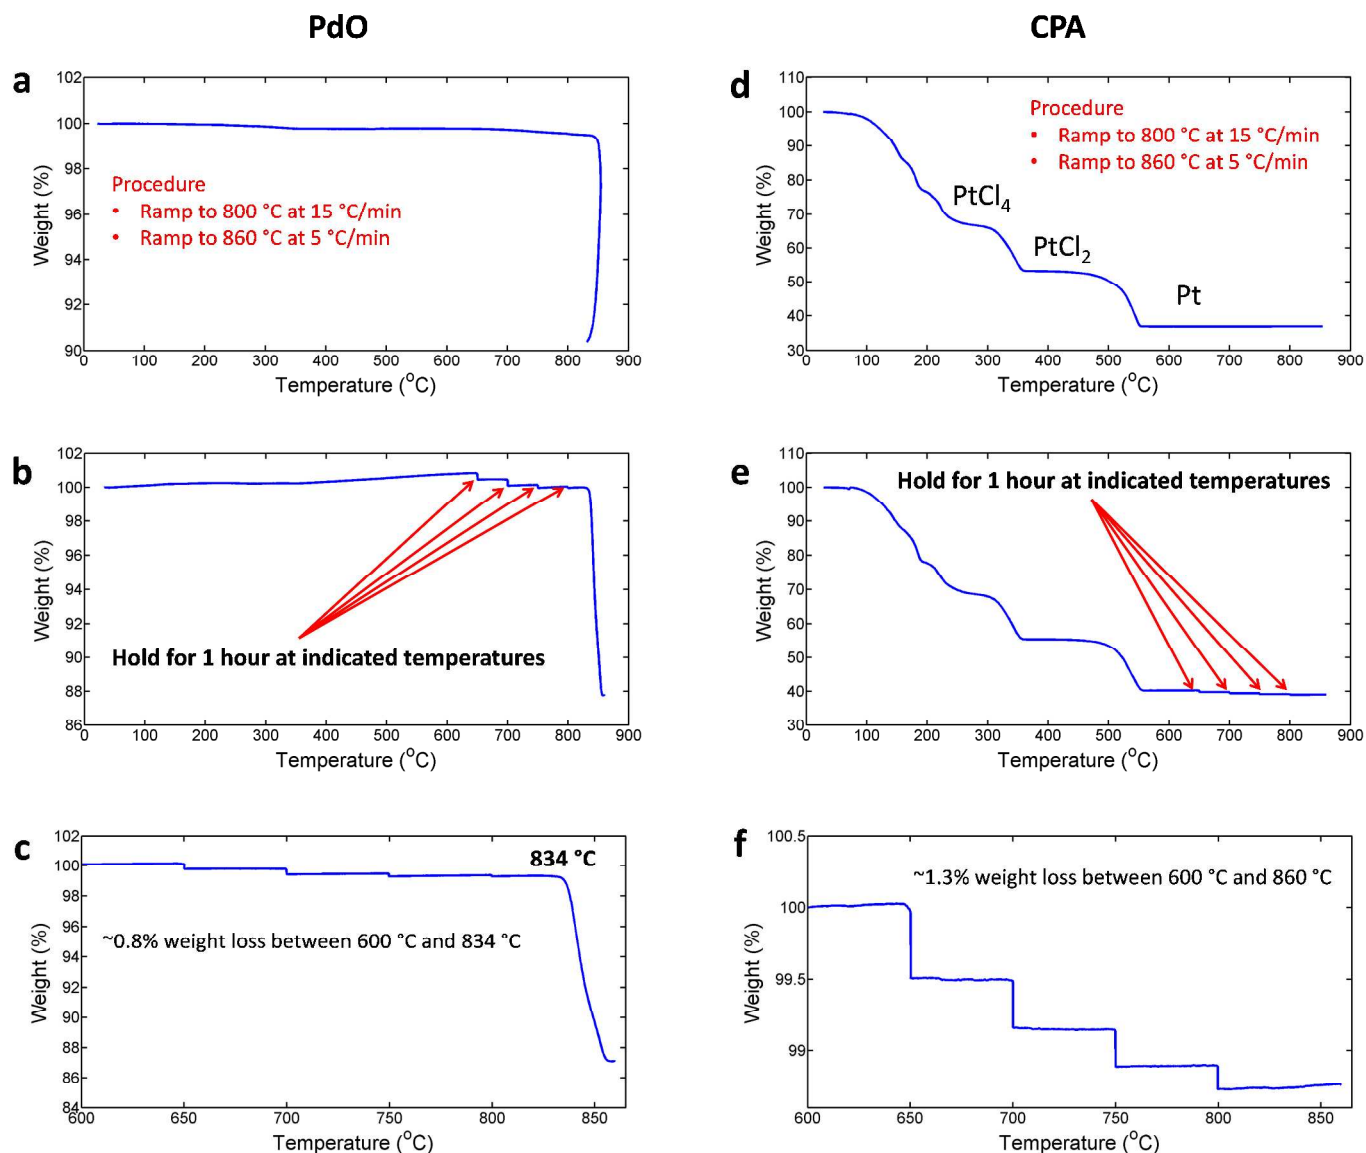 PdO
CPA
a
102
100
98
96
94
92
90
Weight (%)
Procedure
• Ramp to 800 °C at 15 °C/min
• Ramp to 860 °C at 5 °C/min
0 100 200 300 400 500 600 700 800 900
Temperature (°C)
d
110
100
90
80
70
60
50
40
30
Weight (%)
Procedure
• Ramp to 800 °C at 15 °C/min
• Ramp to 860 °C at 5 °C/min
PtCl4
PtCl2
Pt
0 100 200 300 400 500 600 700 800 900
Temperature (°C)
b
102
100
98
96
94
92
90
88
86
Weight (%)
Hold for 1 hour at indicated temperatures
0 100 200 300 400 500 600 700 800 900
Temperature (°C)
e
110
100
90
80
70
60
50
40
30
Weight (%)
Hold for 1 hour at indicated temperatures
0 100 200 300 400 500 600 700 800 900
Temperature (°C)
c
102
100
98
96
94
92
90
88
86
84
Weight (%)
834 °C
~0.8% weight loss between 600 °C and 834 °C
600 650 700 750 800 850
Temperature (°C)
f
100.5
100
99.5
99
Weight (%)
~1.3% weight loss between 600 °C and 860 °C
600 650 700 750 800 850
Temperature (°C)